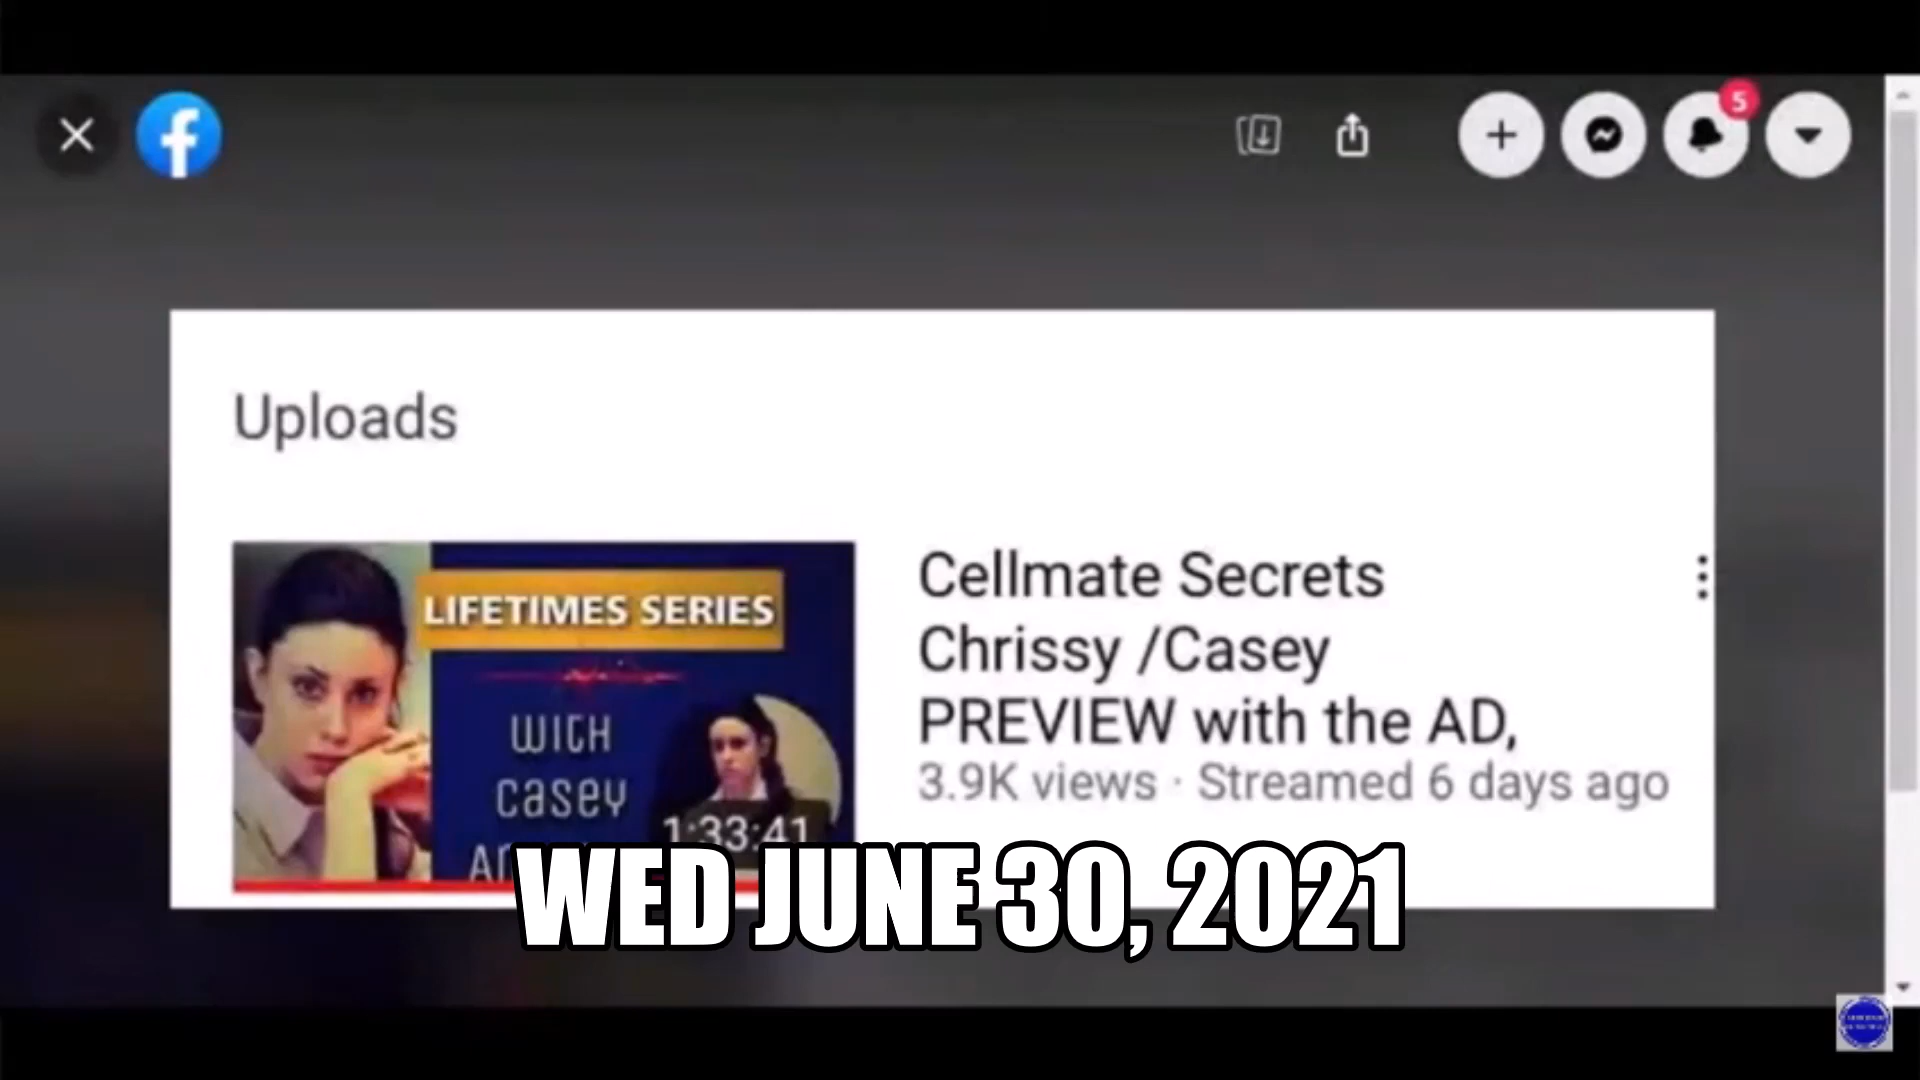 5
Uploads
LIFETIMES SERIES
WITH
CASEY
1:33:41
Cellmate Secrets
Chrissy /Casey
PREVIEW with the AD,
3.9K views · Streamed 6 days ago
WED JUNE 30, 2021